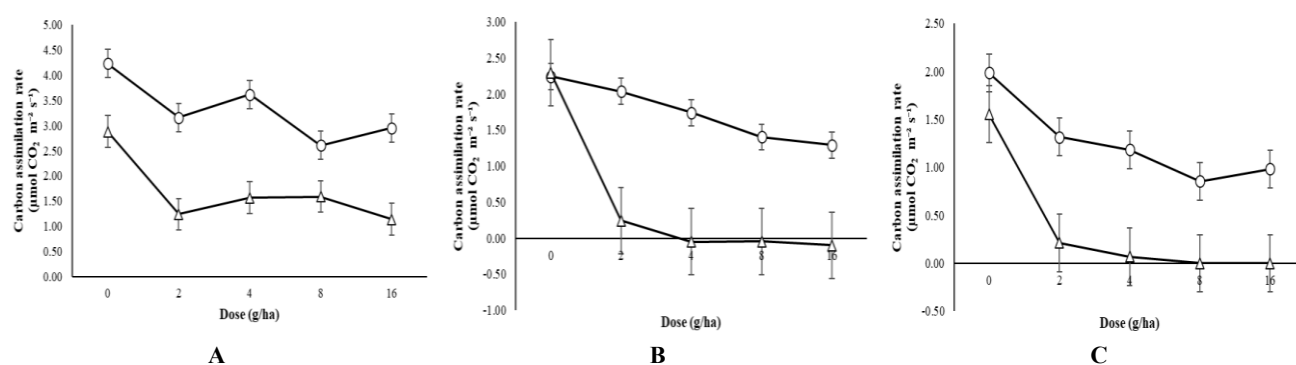 Carbon assimilation rate
(µmol CO₂ m⁻² s⁻¹)
5.00
4.50
4.00
3.50
3.00
2.50
2.00
1.50
1.00
0.50
0.00
0 2 4 8 16
Dose (g/ha)
A
Carbon assimilation rate
(µmol CO₂ m⁻² s⁻¹)
3.00
2.50
2.00
1.50
1.00
0.50
0.00
-0.50
-1.00
0 2 4 8 16
Dose (g/ha)
B
Carbon assimilation rate
(µmol CO₂ m⁻² s⁻¹)
2.50
2.00
1.50
1.00
0.50
0.00
-0.50
0 2 4 8 16
Dose (g/ha)
C